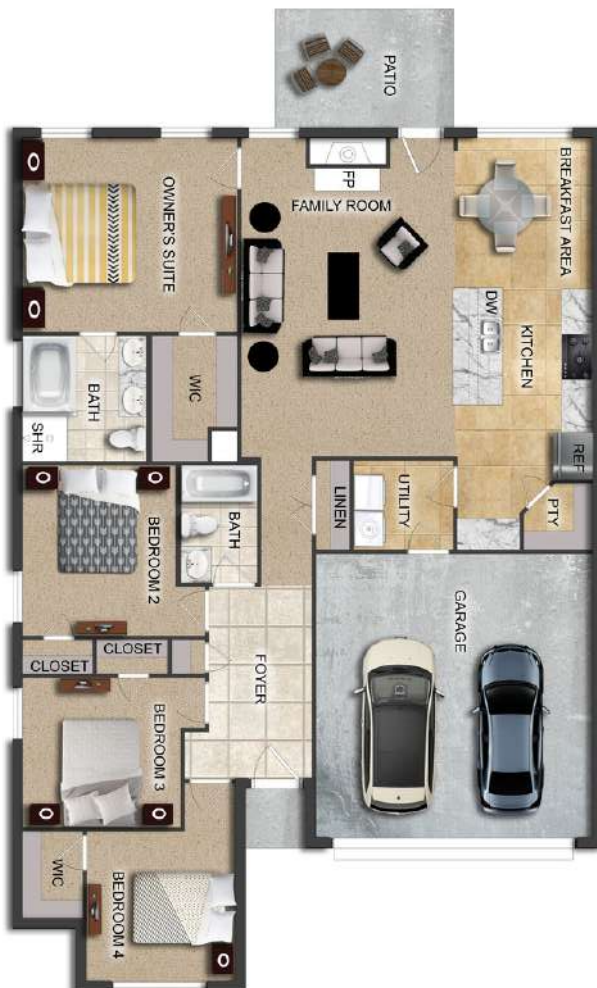 PATIO
FP
FAMILY ROOM
BREAKFAST AREA
OWNER'S SUITE
DW
KITCHEN
WIC
BATH
SHR
REF
PTY
UTILITY
LINEN
BATH
BEDROOM 2
GARAGE
CLOSET
CLOSET
FOYER
BEDROOM 3
WIC
BEDROOM 4